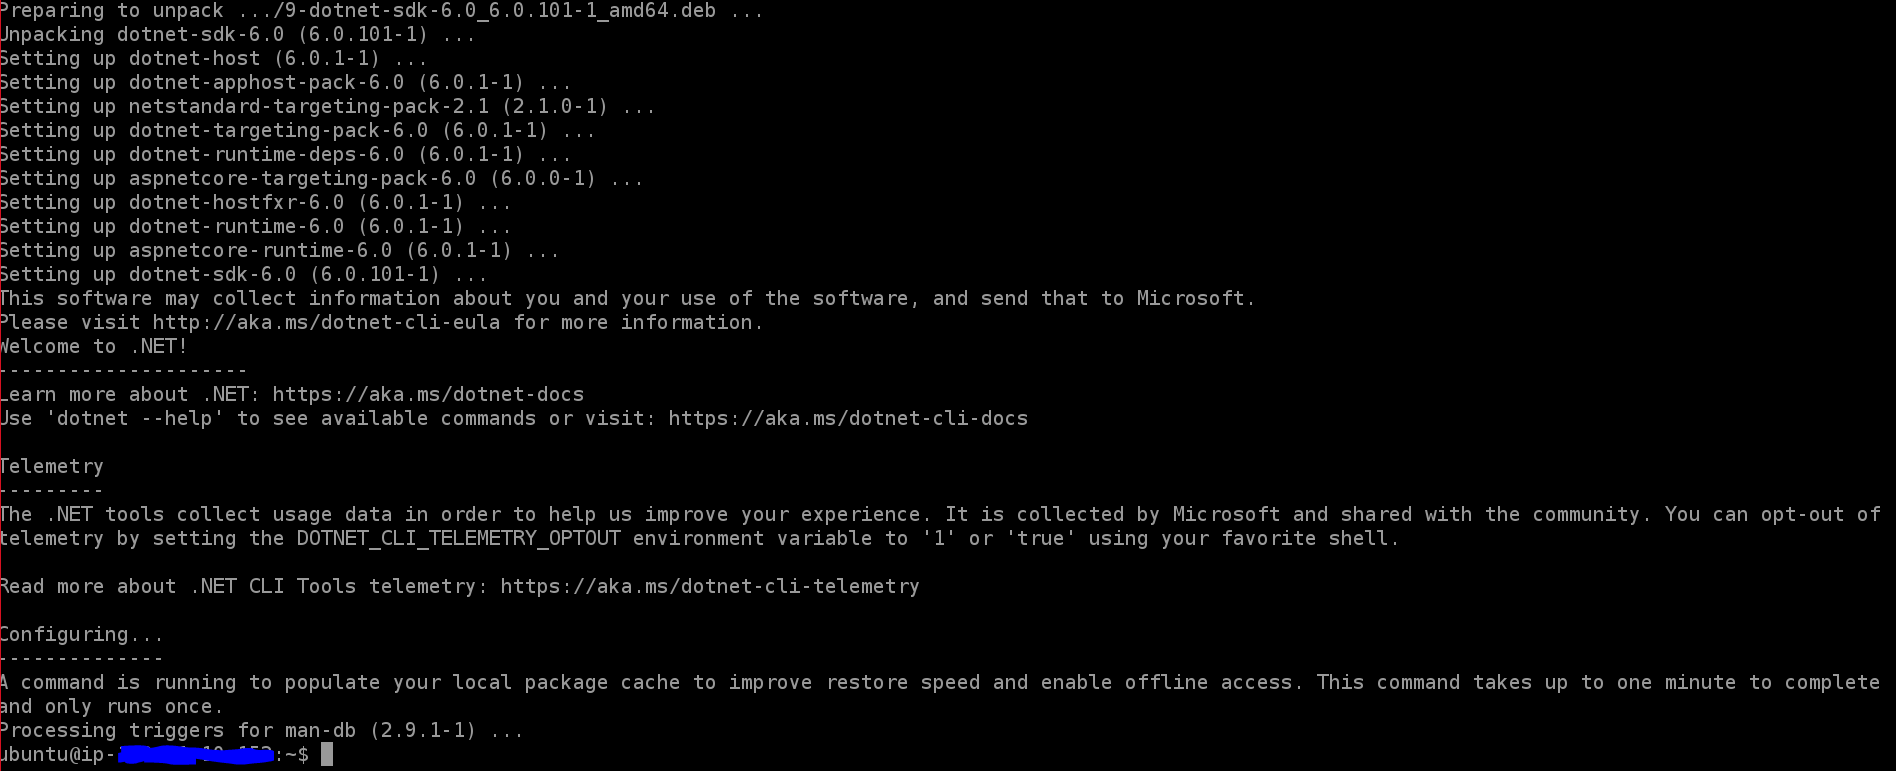 Preparing to unpack .../9-dotnet-sdk-6.0_6.0.101-1_amd64.deb ...
Unpacking dotnet-sdk-6.0 (6.0.101-1) ...
Setting up dotnet-host (6.0.1-1) ...
Setting up dotnet-apphost-pack-6.0 (6.0.1-1) ...
Setting up netstandard-targeting-pack-2.1 (2.1.0-1) ...
Setting up dotnet-targeting-pack-6.0 (6.0.1-1) ...
Setting up dotnet-runtime-deps-6.0 (6.0.1-1) ...
Setting up aspnetcore-targeting-pack-6.0 (6.0.0-1) ...
Setting up dotnet-hostfxr-6.0 (6.0.1-1) ...
Setting up dotnet-runtime-6.0 (6.0.1-1) ...
Setting up aspnetcore-runtime-6.0 (6.0.1-1) ...
Setting up dotnet-sdk-6.0 (6.0.101-1) ...
This software may collect information about you and your use of the software, and send that to Microsoft.
Please visit http://aka.ms/dotnet-cli-eula for more information.
Welcome to .NET!
---------------------
Learn more about .NET: https://aka.ms/dotnet-docs
Use 'dotnet --help' to see available commands or visit: https://aka.ms/dotnet-cli-docs
Telemetry
---------
The .NET tools collect usage data in order to help us improve your experience. It is collected by Microsoft and shared with the community. You can opt-out of
telemetry by setting the DOTNET_CLI_TELEMETRY_OPTOUT environment variable to '1' or 'true' using your favorite shell.
Read more about .NET CLI Tools telemetry: https://aka.ms/dotnet-cli-telemetry
Configuring...
--------------
A command is running to populate your local package cache to improve restore speed and enable offline access. This command takes up to one minute to complete
and only runs once.
Processing triggers for man-db (2.9.1-1) ...
ubuntu@ip- :~$